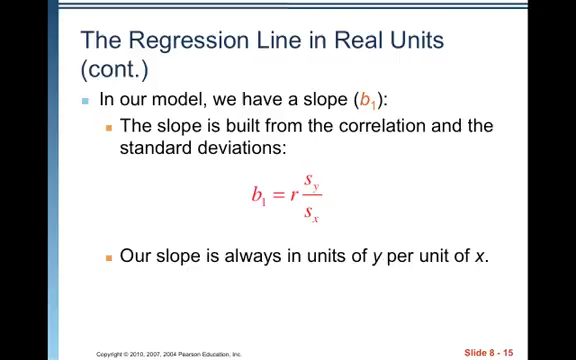 The Regression Line in Real Units
(cont.)
■ In our model, we have a slope (b₁):
■ The slope is built from the correlation and the
standard deviations:
b₁ = r s_y / s_x
■ Our slope is always in units of y per unit of x.
Copyright © 2010, 2007, 2004 Pearson Education, Inc.
Slide 8 - 15